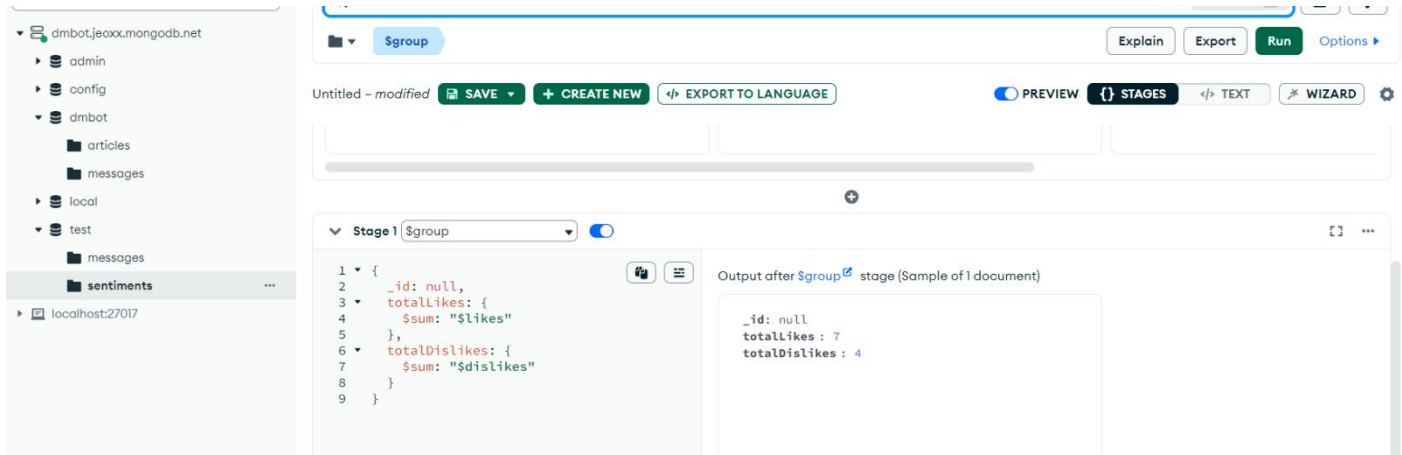 dmbot.jeoxx.mongodb.net
admin
config
dmbot
articles
messages
local
test
messages
sentiments
localhost:27017
$group
Explain
Export
Run
Options
Untitled – modified
SAVE
+ CREATE NEW
</> EXPORT TO LANGUAGE
PREVIEW
{} STAGES
</> TEXT
WIZARD
Stage 1 $group
1 {
2 _id: null,
3 totalLikes: {
4 $sum: "$likes"
5 },
6 totalDislikes: {
7 $sum: "$dislikes"
8 }
9 }
Output after $group stage (Sample of 1 document)
_id: null
totalLikes : 7
totalDislikes : 4